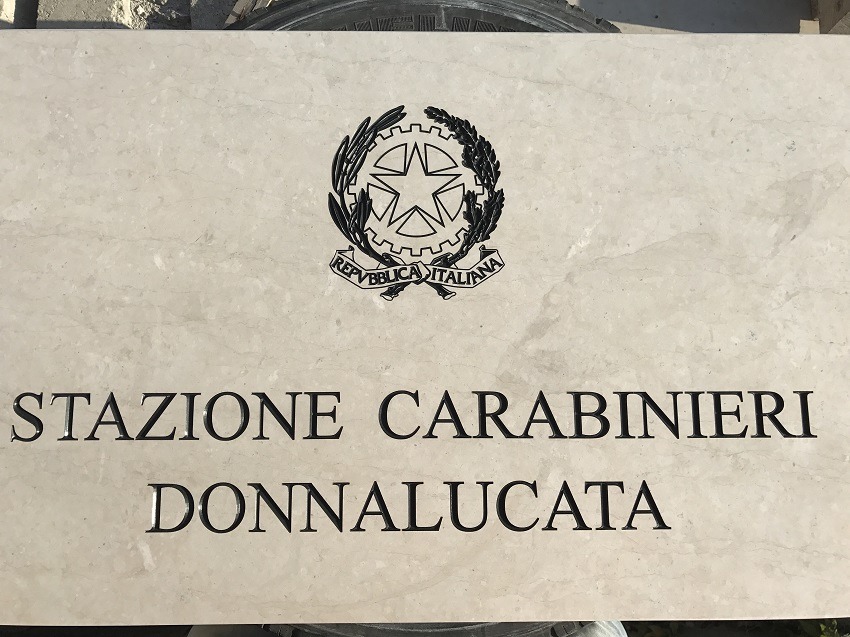 REPVBBLICA ITALIANA
STAZIONE CARABINIERI
DONNALUCATA